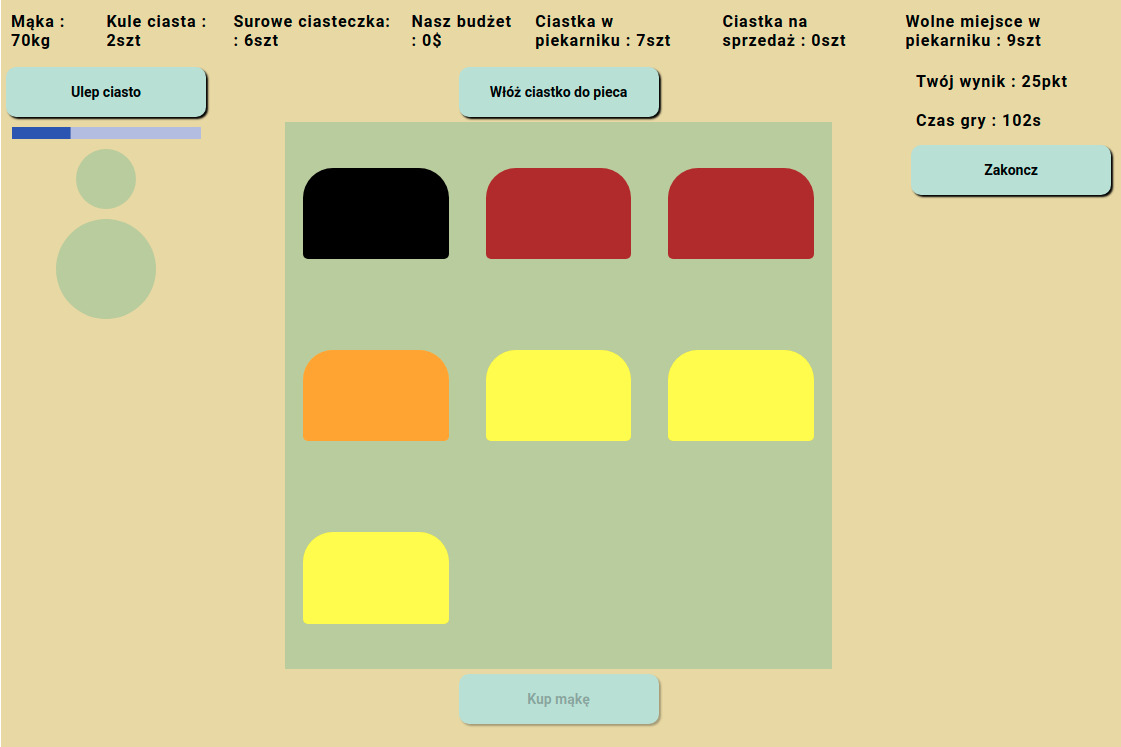 Mąka :
70kg
Kule ciasta :
2szt
Surowe ciasteczka:
: 6szt
Nasz budżet
: 0$
Ciastka w
piekarniku : 7szt
Ciastka na
sprzedaż : 0szt
Wolne miejsce w
piekarniku : 9szt
Ulep ciasto
Włóż ciastko do pieca
Twój wynik : 25pkt
Czas gry : 102s
Zakoncz
Kup mąkę